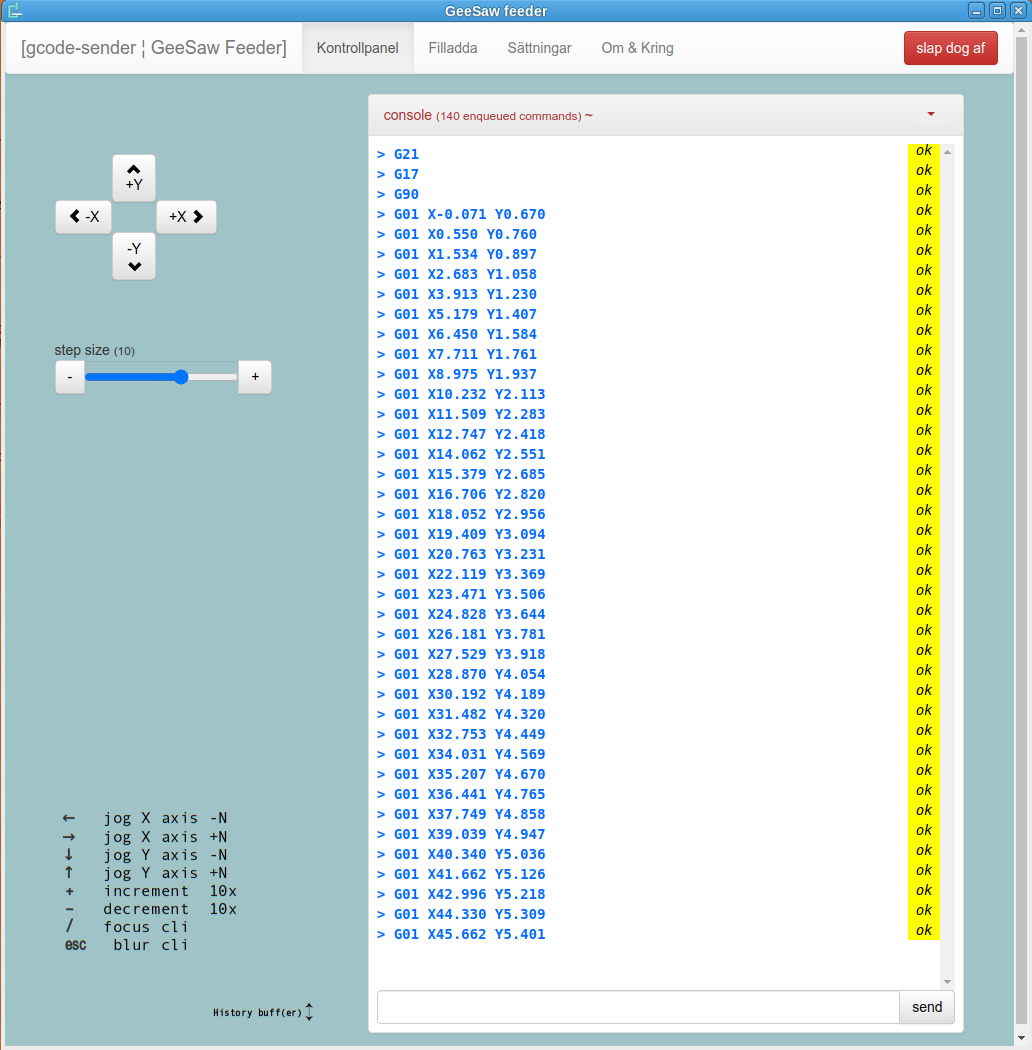 GeeSaw feeder
[gcode-sender ¦ GeeSaw Feeder] Kontrollpanel Filladda Sättningar Om & Kring slap dog af
+Y
-X +X
-Y
step size (10)
- +
← jog X axis -N
→ jog X axis +N
↓ jog Y axis -N
↑ jog Y axis +N
+ increment 10x
- decrement 10x
/ focus cli
esc blur cli
History buff(er)
console (140 enqueued commands) ~
> G21 ok
> G17 ok
> G90 ok
> G01 X-0.071 Y0.670 ok
> G01 X0.550 Y0.760 ok
> G01 X1.534 Y0.897 ok
> G01 X2.683 Y1.058 ok
> G01 X3.913 Y1.230 ok
> G01 X5.179 Y1.407 ok
> G01 X6.450 Y1.584 ok
> G01 X7.711 Y1.761 ok
> G01 X8.975 Y1.937 ok
> G01 X10.232 Y2.113 ok
> G01 X11.509 Y2.283 ok
> G01 X12.747 Y2.418 ok
> G01 X14.062 Y2.551 ok
> G01 X15.379 Y2.685 ok
> G01 X16.706 Y2.820 ok
> G01 X18.052 Y2.956 ok
> G01 X19.409 Y3.094 ok
> G01 X20.763 Y3.231 ok
> G01 X22.119 Y3.369 ok
> G01 X23.471 Y3.506 ok
> G01 X24.828 Y3.644 ok
> G01 X26.181 Y3.781 ok
> G01 X27.529 Y3.918 ok
> G01 X28.870 Y4.054 ok
> G01 X30.192 Y4.189 ok
> G01 X31.482 Y4.320 ok
> G01 X32.753 Y4.449 ok
> G01 X34.031 Y4.569 ok
> G01 X35.207 Y4.670 ok
> G01 X36.441 Y4.765 ok
> G01 X37.749 Y4.858 ok
> G01 X39.039 Y4.947 ok
> G01 X40.340 Y5.036 ok
> G01 X41.662 Y5.126 ok
> G01 X42.996 Y5.218 ok
> G01 X44.330 Y5.309 ok
> G01 X45.662 Y5.401 ok
send